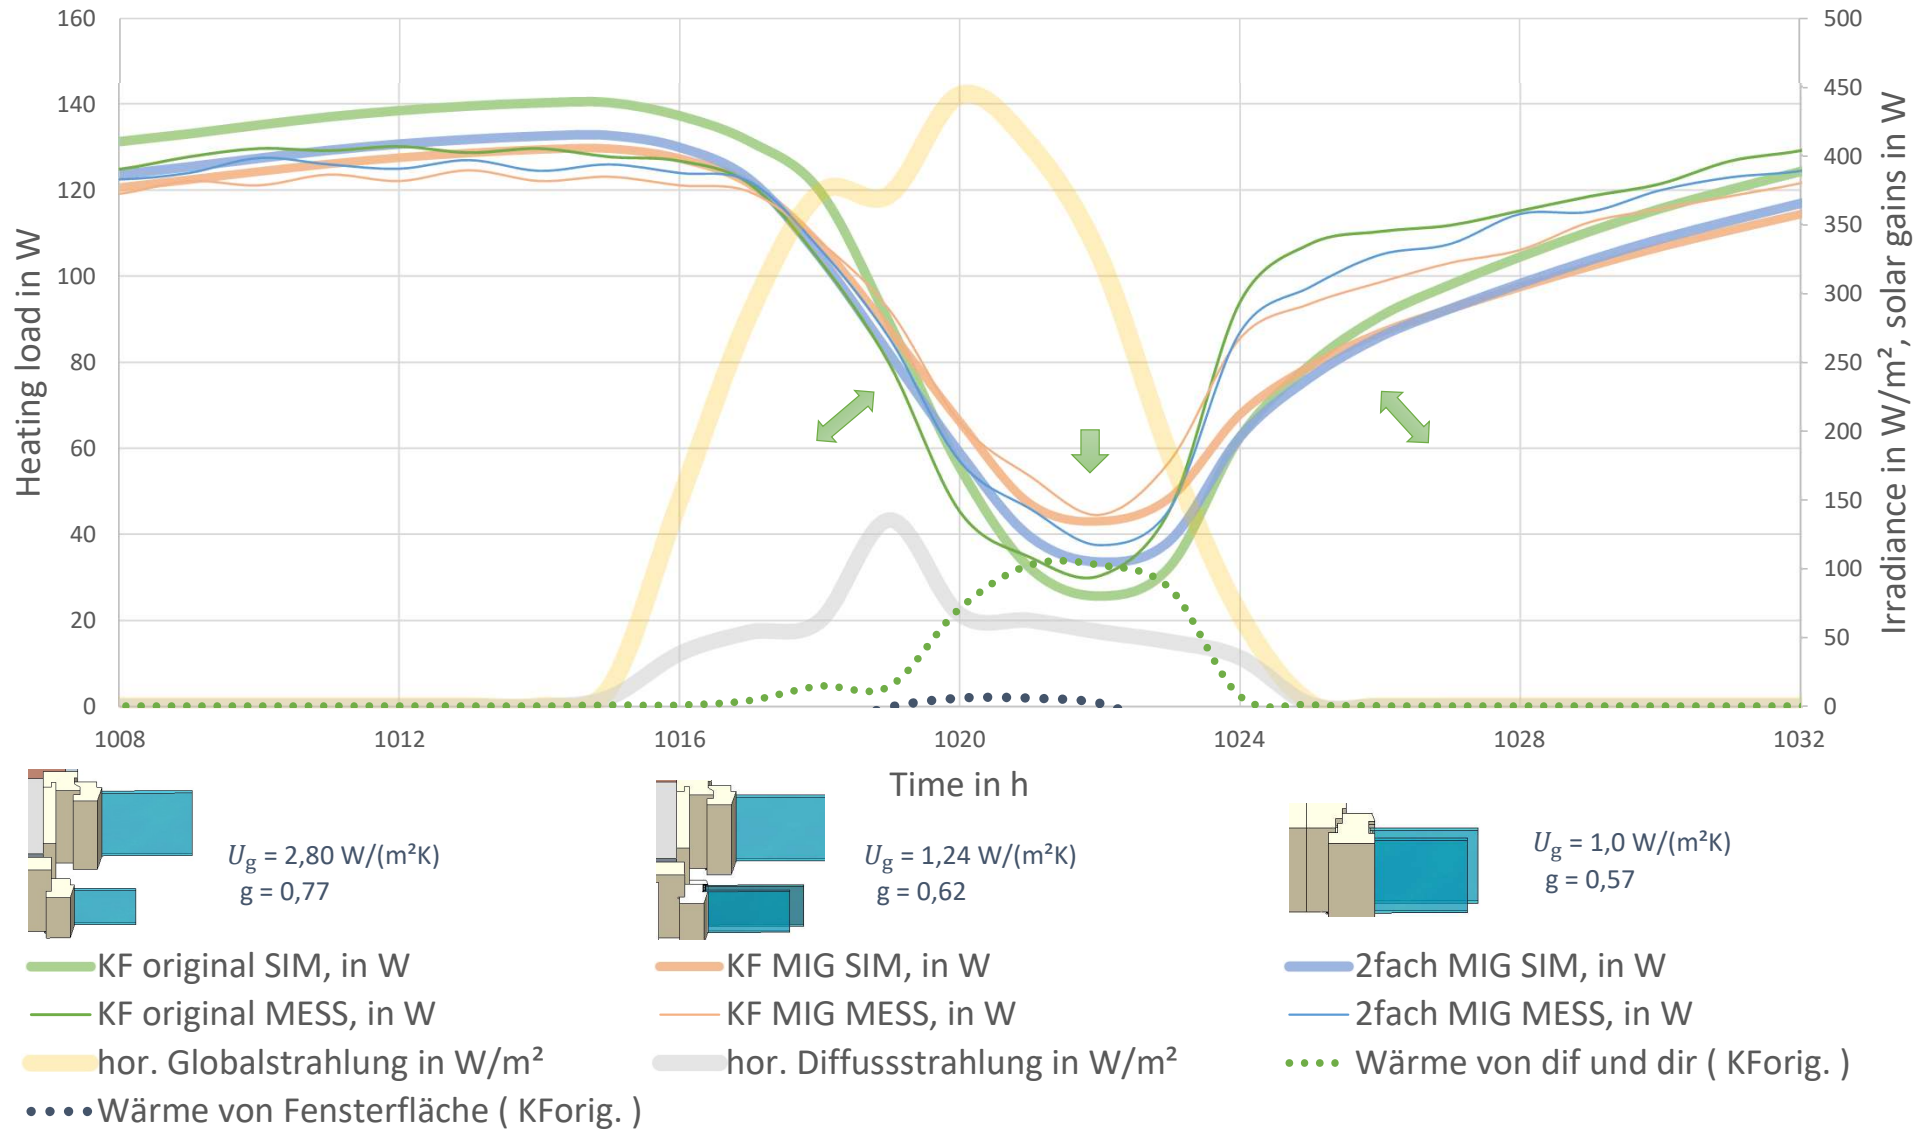 160
140
120
100
80
60
40
20
0
Heating load in W
500
450
400
350
300
250
200
150
100
50
0
Irradiance in W/m², solar gains in W
1008
1012
1016
1020
1024
1028
1032
Time in h
U_g = 2,80 W/(m²K)
g = 0,77
U_g = 1,24 W/(m²K)
g = 0,62
U_g = 1,0 W/(m²K)
g = 0,57
KF original SIM, in W
KF MIG SIM, in W
2fach MIG SIM, in W
KF original MESS, in W
KF MIG MESS, in W
2fach MIG MESS, in W
hor. Globalstrahlung in W/m²
hor. Diffussstrahlung in W/m²
Wärme von dif und dir ( KForig. )
Wärme von Fensterfläche ( KForig. )